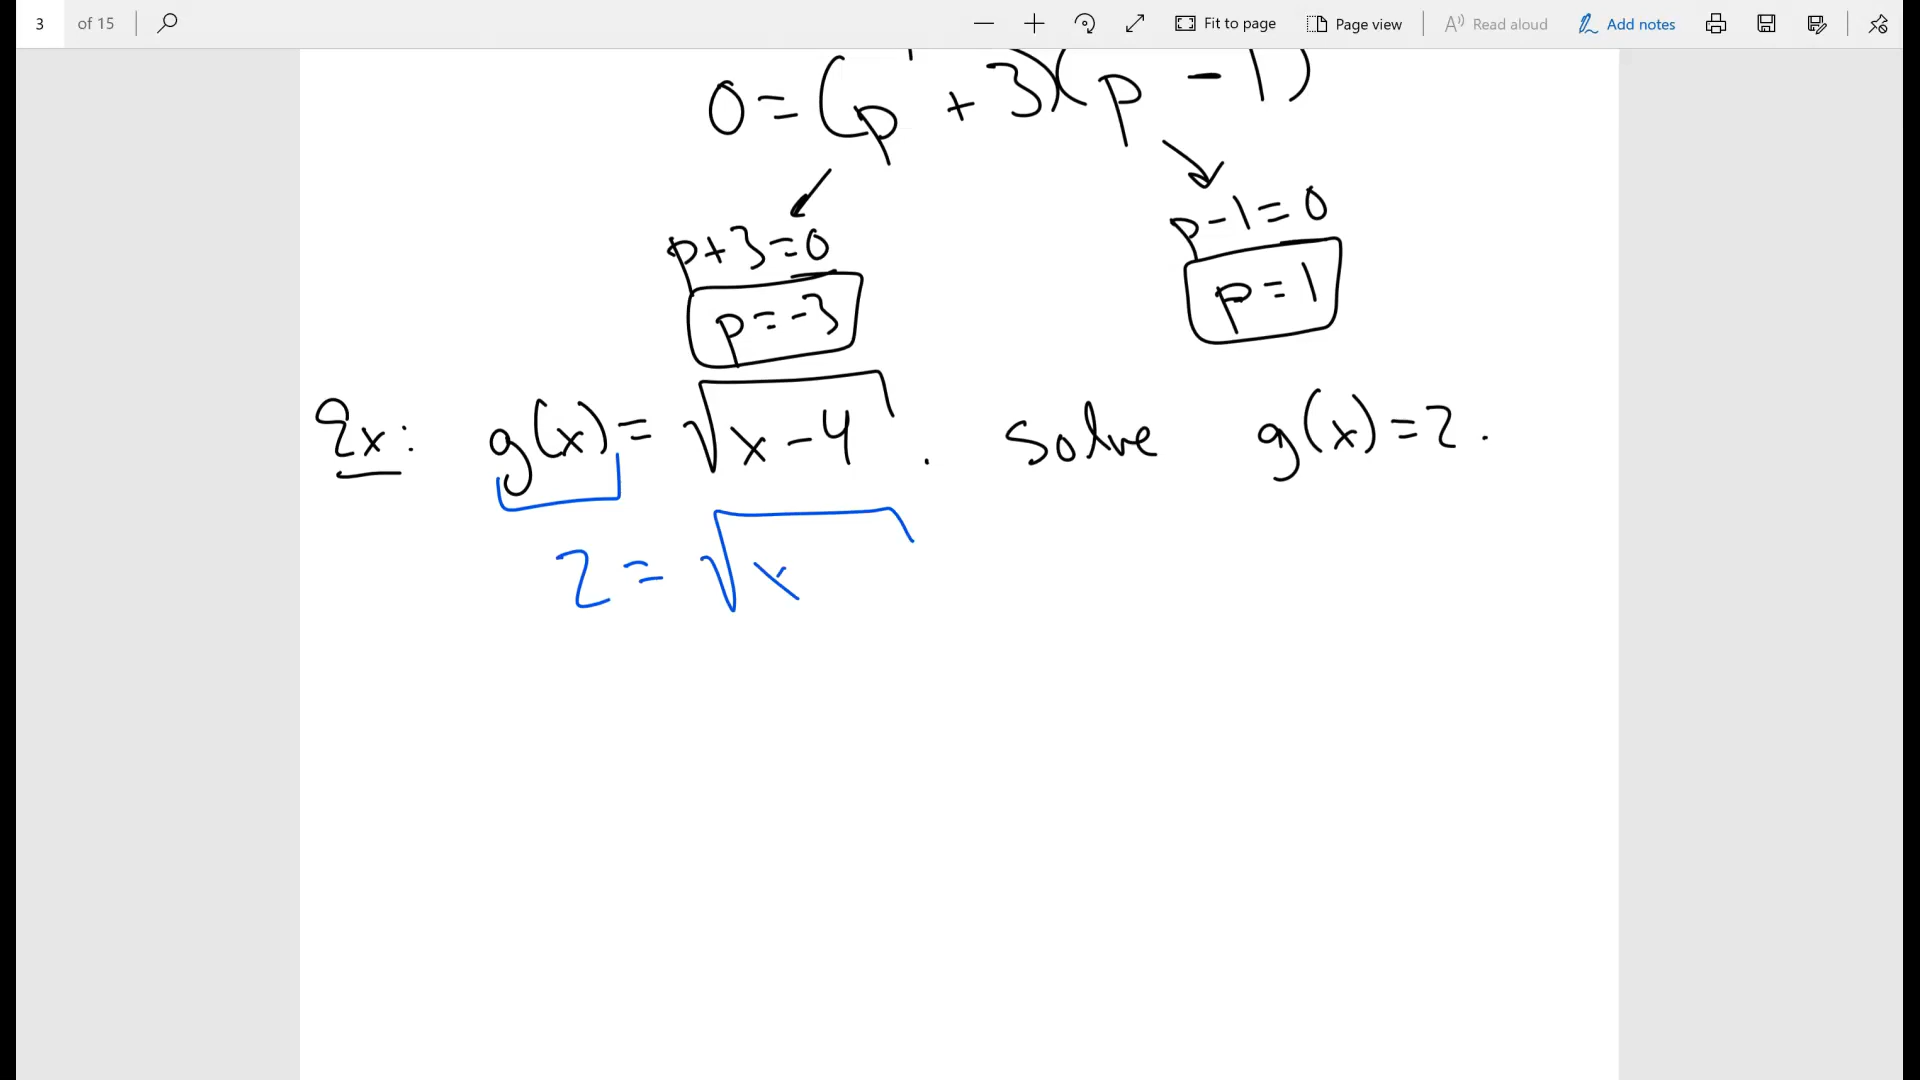 3 of 15 Fit to page Page view Read aloud Add notes
0 = (p + 3)(p - 1)
p + 3 = 0 p - 1 = 0
p = -3 p = 1
Ex: g(x) = √x - 4 . Solve g(x) = 2.
2 = √x